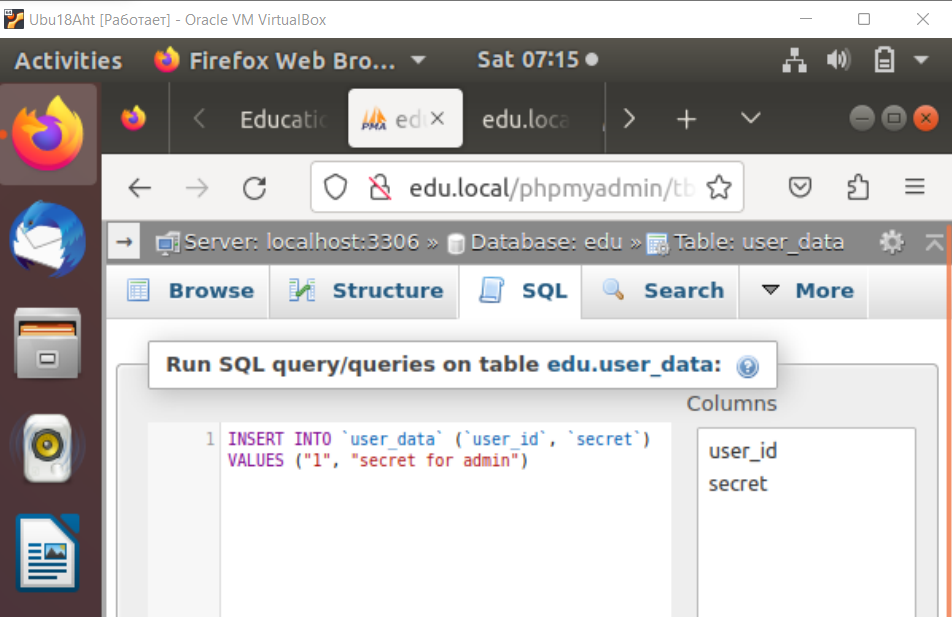 Ubu18Aht [Работает] - Oracle VM VirtualBox
Activities Firefox Web Bro... Sat 07:15
Educatio PMA edu edu.loca
edu.local/phpmyadmin/tb
Server: localhost:3306 » Database: edu » Table: user_data
Browse Structure SQL Search More
Run SQL query/queries on table edu.user_data:
Columns
1 INSERT INTO `user_data` (`user_id`, `secret`)
VALUES ("1", "secret for admin")
user_id
secret